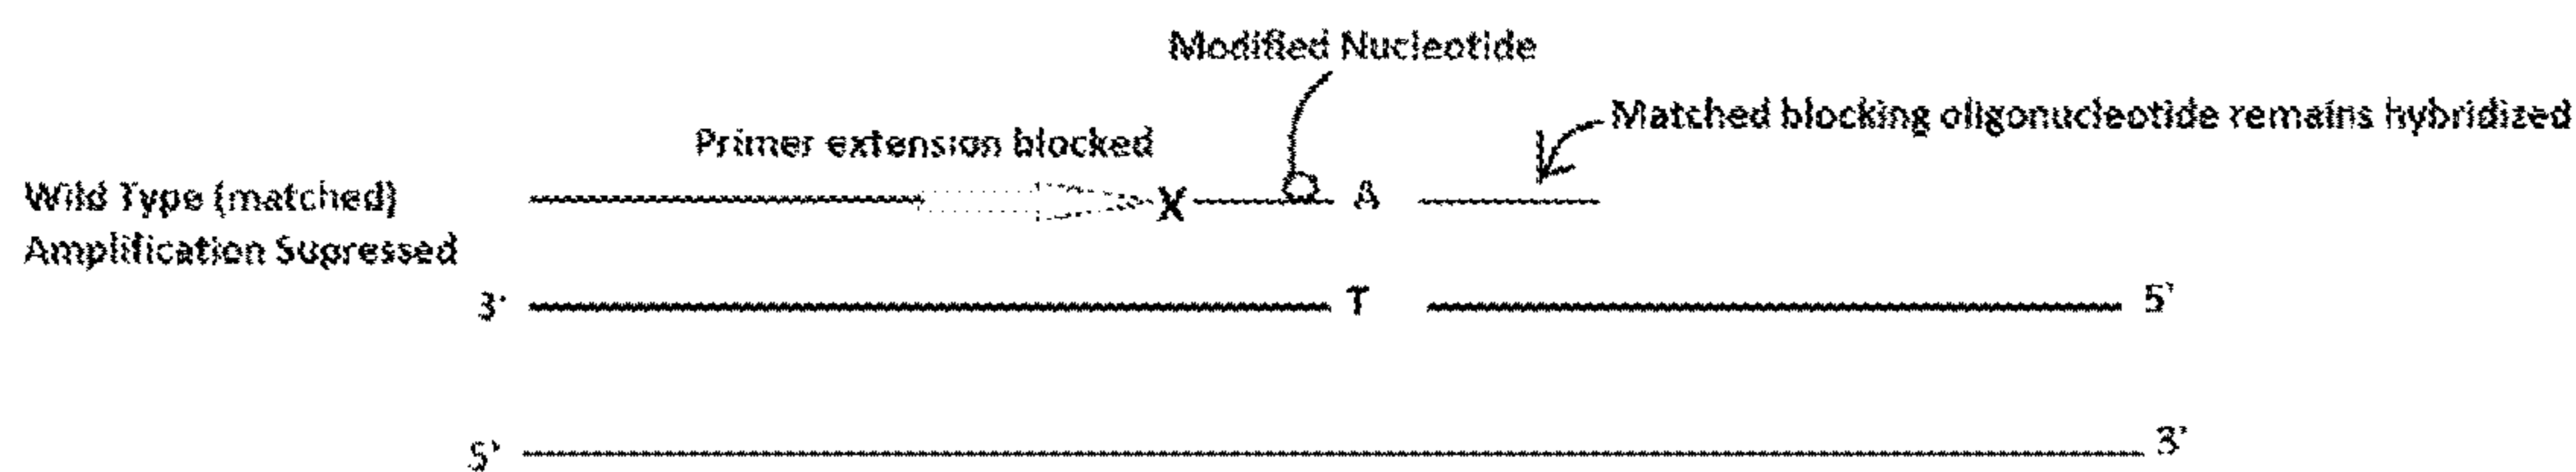 Modified Nucleotide
Matched blocking oligonucleotide remains hybridized
Primer extension blocked
Wild Type (matched)
X
A
Amplification Supressed
3'
T
5'
5'
3'